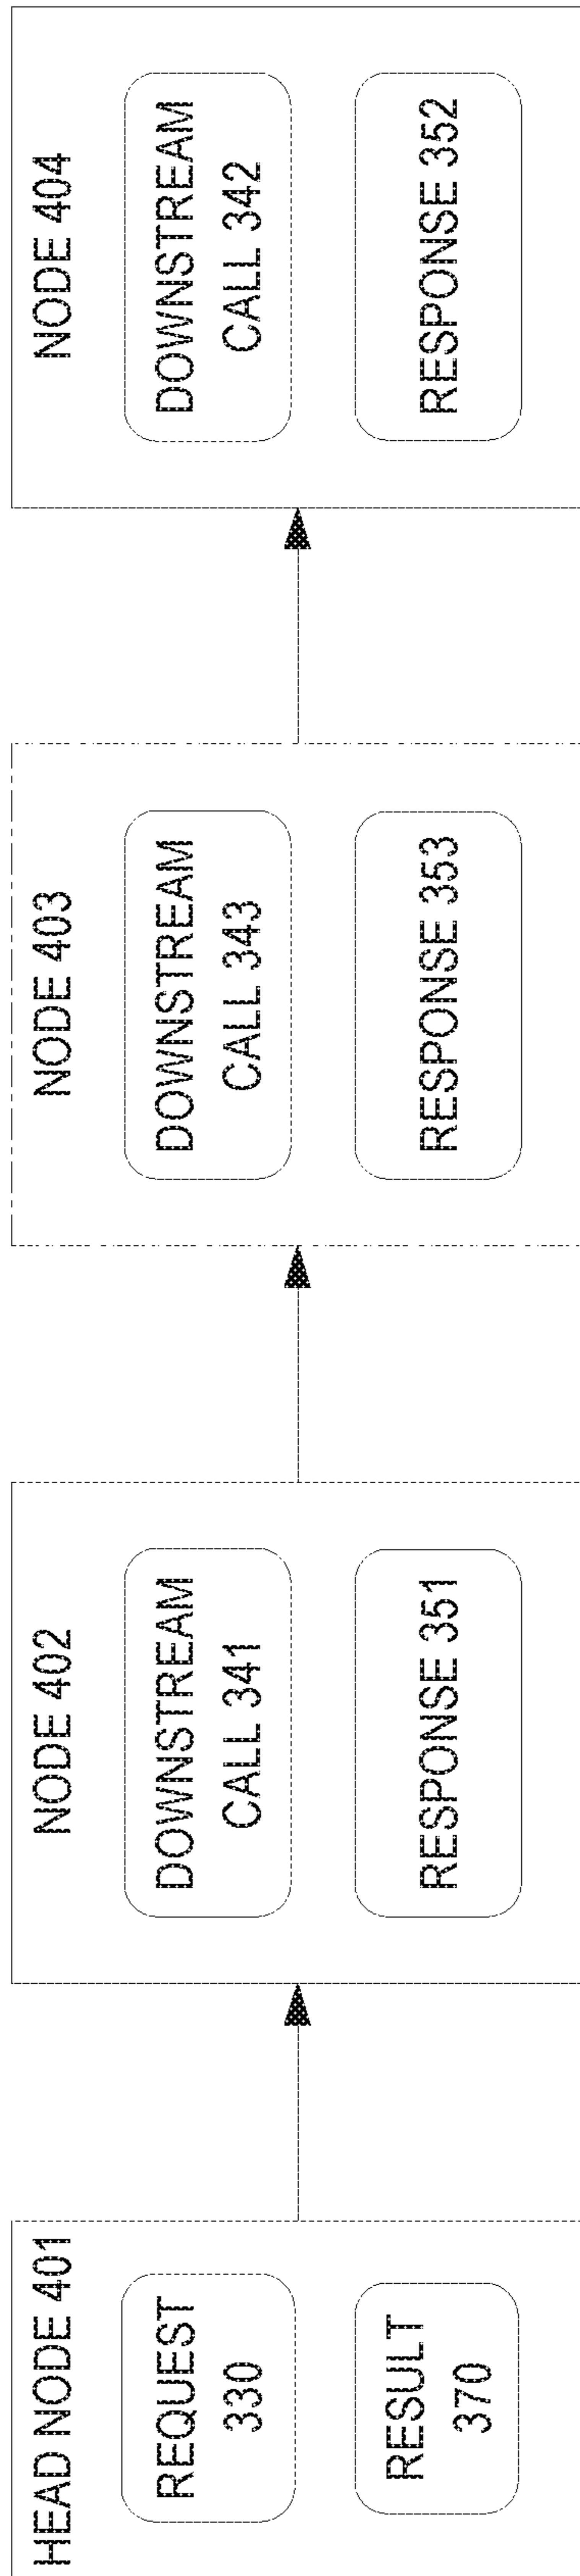 HEAD NODE 401
REQUEST
330
RESULT
370
NODE 402
DOWNSTREAM
CALL 341
RESPONSE 351
NODE 403
DOWNSTREAM
CALL 343
RESPONSE 353
NODE 404
DOWNSTREAM
CALL 342
RESPONSE 352